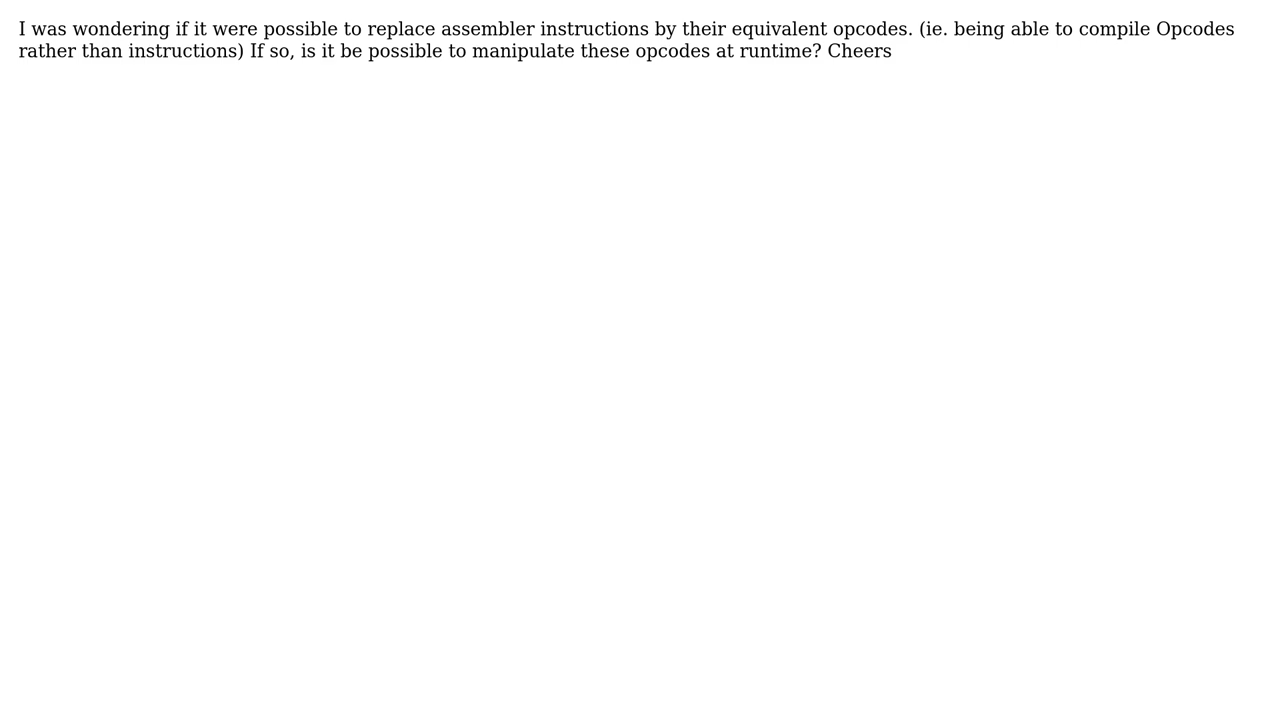 I was wondering if it were possible to replace assembler instructions by their equivalent opcodes. (ie. being able to compile Opcodes
rather than instructions) If so, is it be possible to manipulate these opcodes at runtime? Cheers